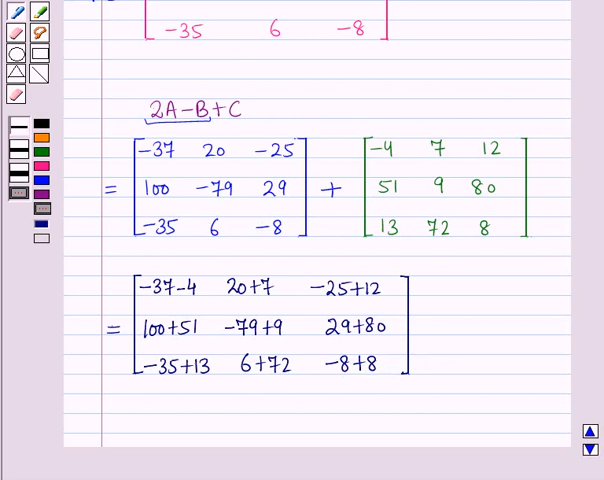 -35 6 -8
2A-B+C
-37 20 -25 -4 7 12
= 100 -79 29 + 51 9 80
-35 6 -8 13 72 8
-37-4 20+7 -25+12
= 100+51 -79+9 29+80
-35+13 6+72 -8+8